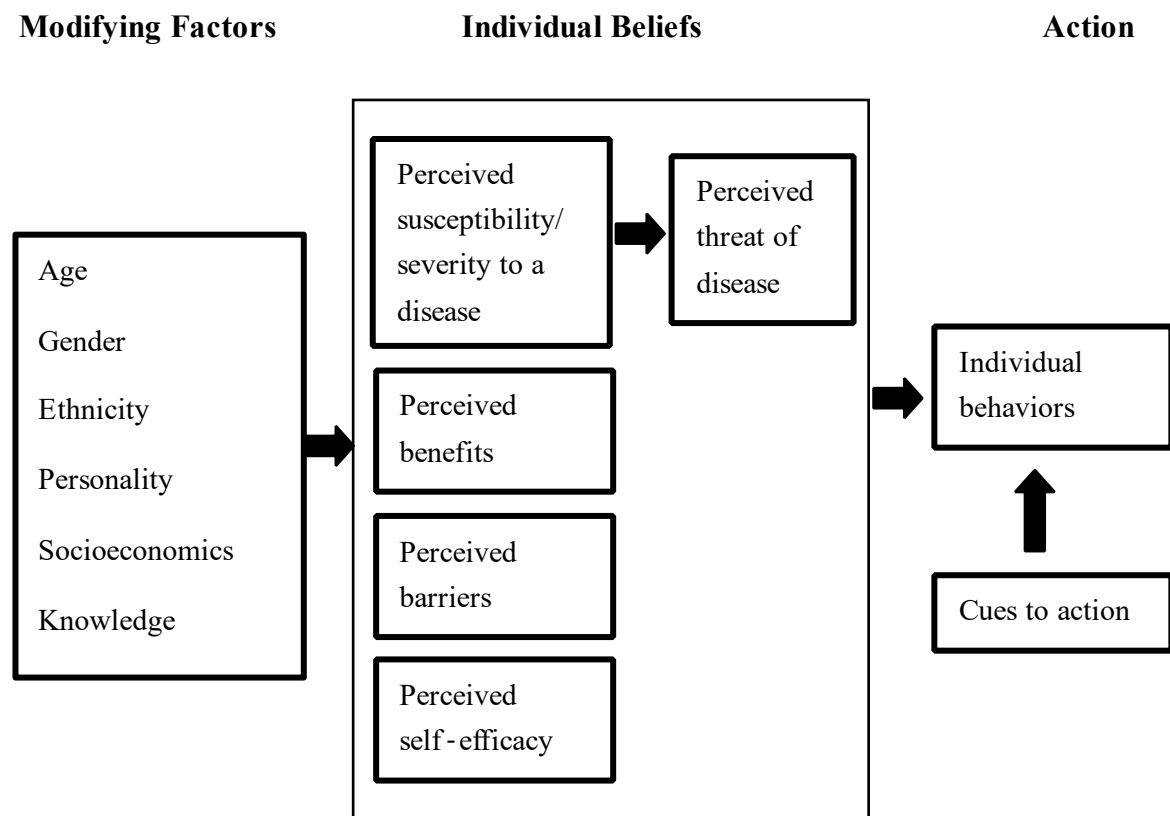 Modifying Factors
Individual Beliefs
Action
Age
Gender
Ethnicity
Personality
Socioeconomics
Knowledge
Perceived
susceptibility/
severity to a
disease
Perceived
threat of
disease
Perceived
benefits
Perceived
barriers
Perceived
self-efficacy
Individual
behaviors
Cues to action